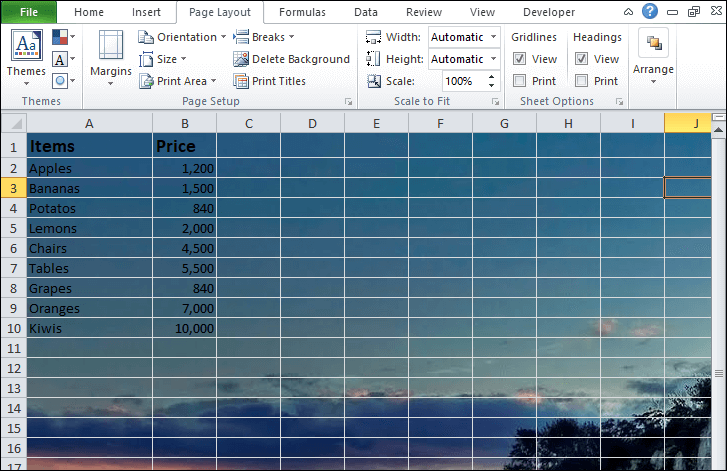 File Home Insert Page Layout Formulas Data Review View Developer
Orientation Breaks Width: Automatic Gridlines Headings
Themes Margins Size Delete Background Height: Automatic View View Arrange
Print Area Print Titles Scale: 100% Print Print
Themes Page Setup Scale to Fit Sheet Options
A B C D E F G H I J
1 Items Price
2 Apples 1,200
3 Bananas 1,500
4 Potatos 840
5 Lemons 2,000
6 Chairs 4,500
7 Tables 5,500
8 Grapes 840
9 Oranges 7,000
10 Kiwis 10,000
11
12
13
14
15
16
17